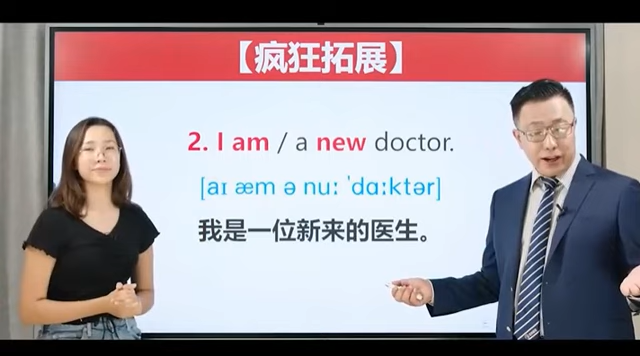 【疯狂拓展】
2. I am / a new doctor.
[aɪ æm ə nuː ˈdɑːktər]
我是一位新来的医生。